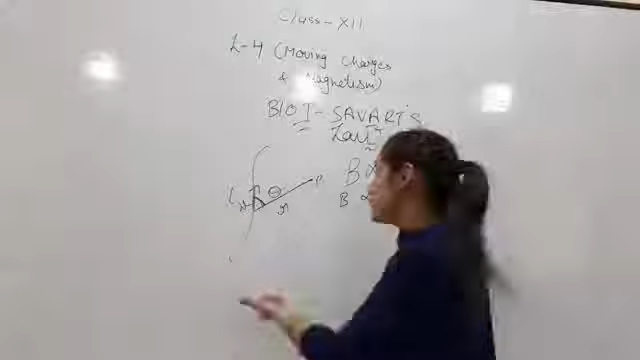 Class-XII
L-4 (Moving Charges
& Magnetism)
BIOT-SAVART'S
Law
B ∝
B ∝
θ
P
r